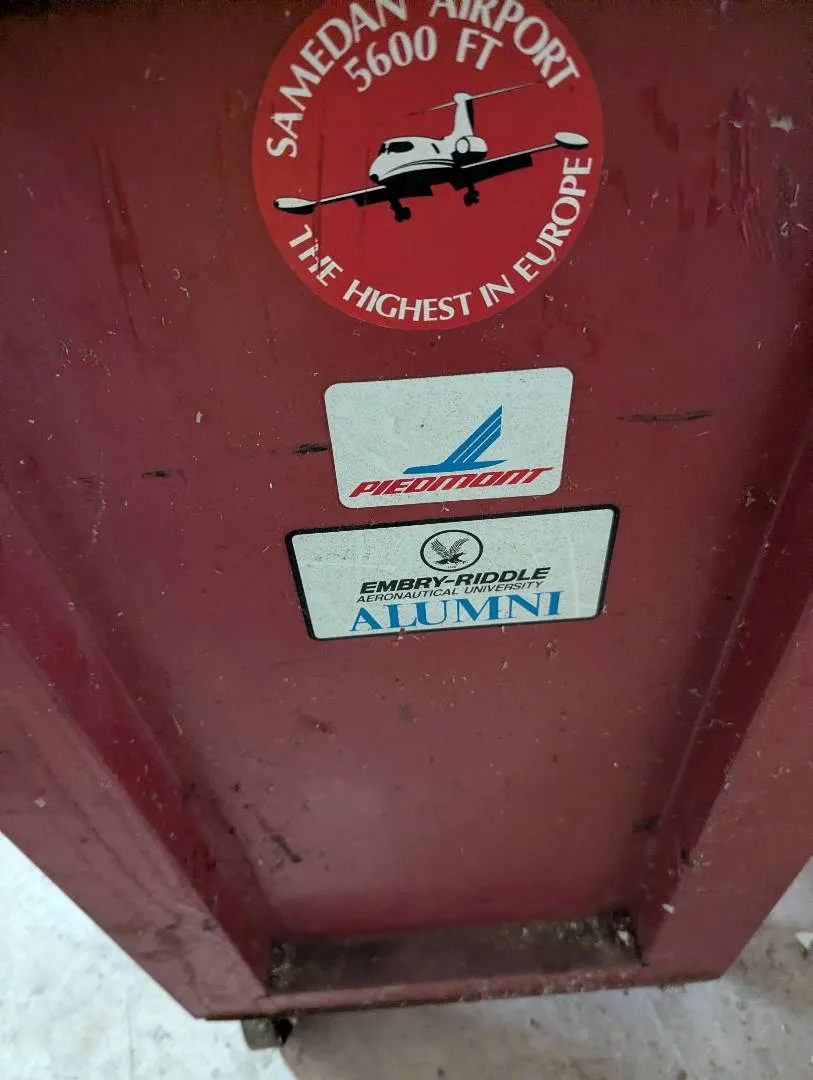 SAMEDAN AIRPORT
5600 FT
THE HIGHEST IN EUROPE
PIEDMONT
EMBRY-RIDDLE
AERONAUTICAL UNIVERSITY
ALUMNI